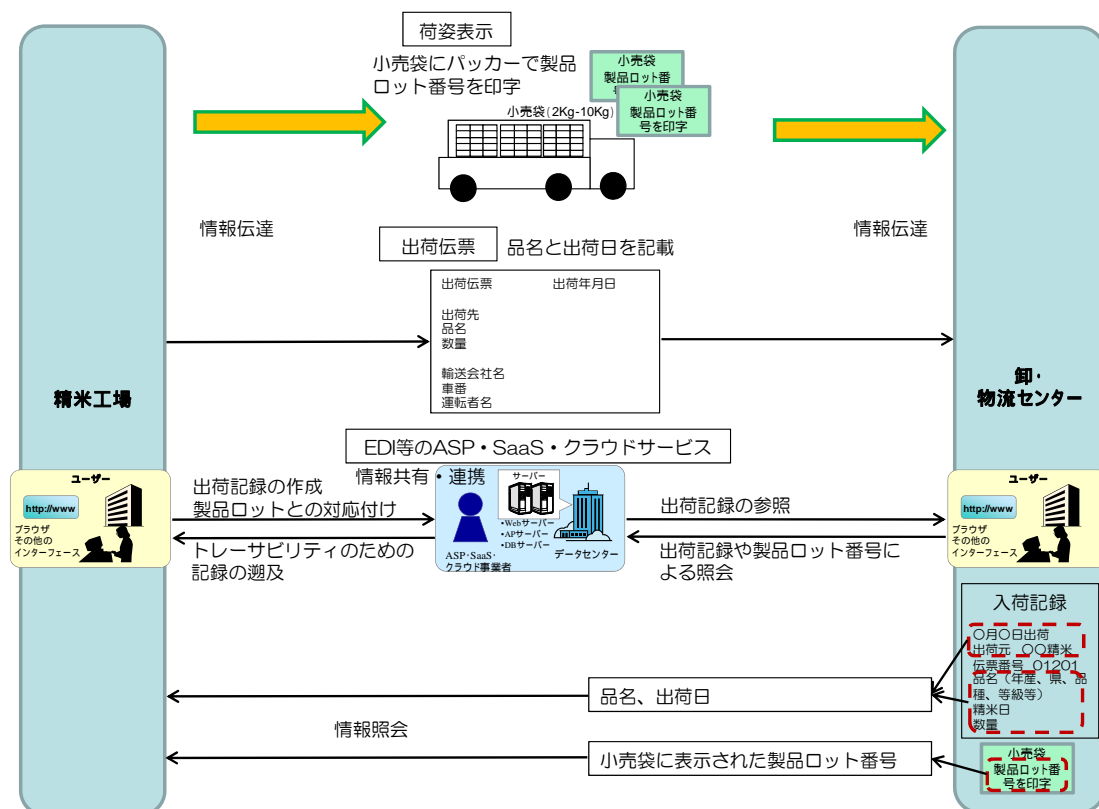 荷姿表示
小売袋にパッカーで製品
ロット番号を印字
小売袋
製品ロット番
小売袋
製品ロット番
号を印字
小売袋(2Kg-10Kg)
情報伝達
情報伝達
出荷伝票
品名と出荷日を記載
出荷伝票 出荷年月日
出荷先
品名
数量
輸送会社名
車番
運転者名
精米工場
卸・
物流センター
EDI等のASP・SaaS・クラウドサービス
情報共有・連携
ユーザー
http://www
ブラウザ
その他の
インターフェース
出荷記録の作成
製品ロットとの対応付け
トレーサビリティのための
記録の遡及
サーバー
•Webサーバー
•APサーバー
•DBサーバー
ASP・SaaS・
クラウド事業者
データセンター
出荷記録の参照
出荷記録や製品ロット番号に
よる照会
ユーザー
http://www
ブラウザ
その他の
インターフェース
入荷記録
〇月〇日出荷
出荷元 〇〇精米
伝票番号 01201
品名(年産、県、品
種、等級等)
精米日
数量
品名、出荷日
情報照会
小売袋に表示された製品ロット番号
小売袋
製品ロット番
号を印字